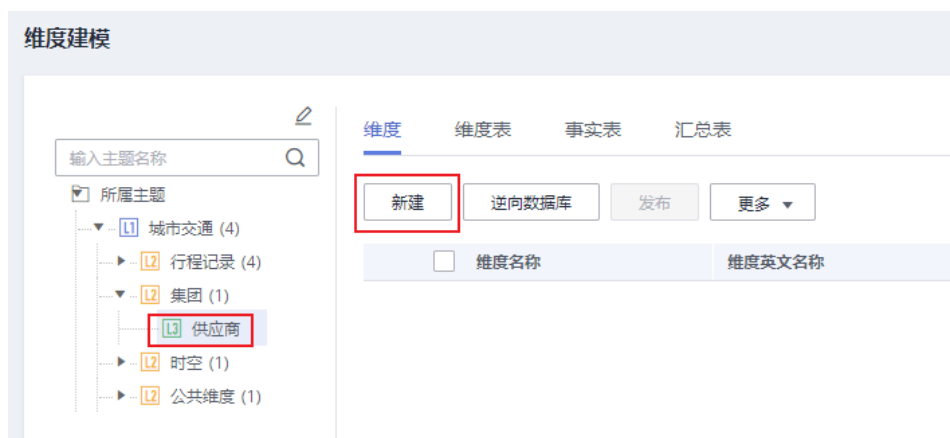 维度建模
维度 维度表 事实表 汇总表
输入主题名称
所属主题
新建 逆向数据库 发布 更多
L1 城市交通 (4)
维度名称 维度英文名称
L2 行程记录 (4)
L2 集团 (1)
L3 供应商
L2 时空 (1)
L2 公共维度 (1)